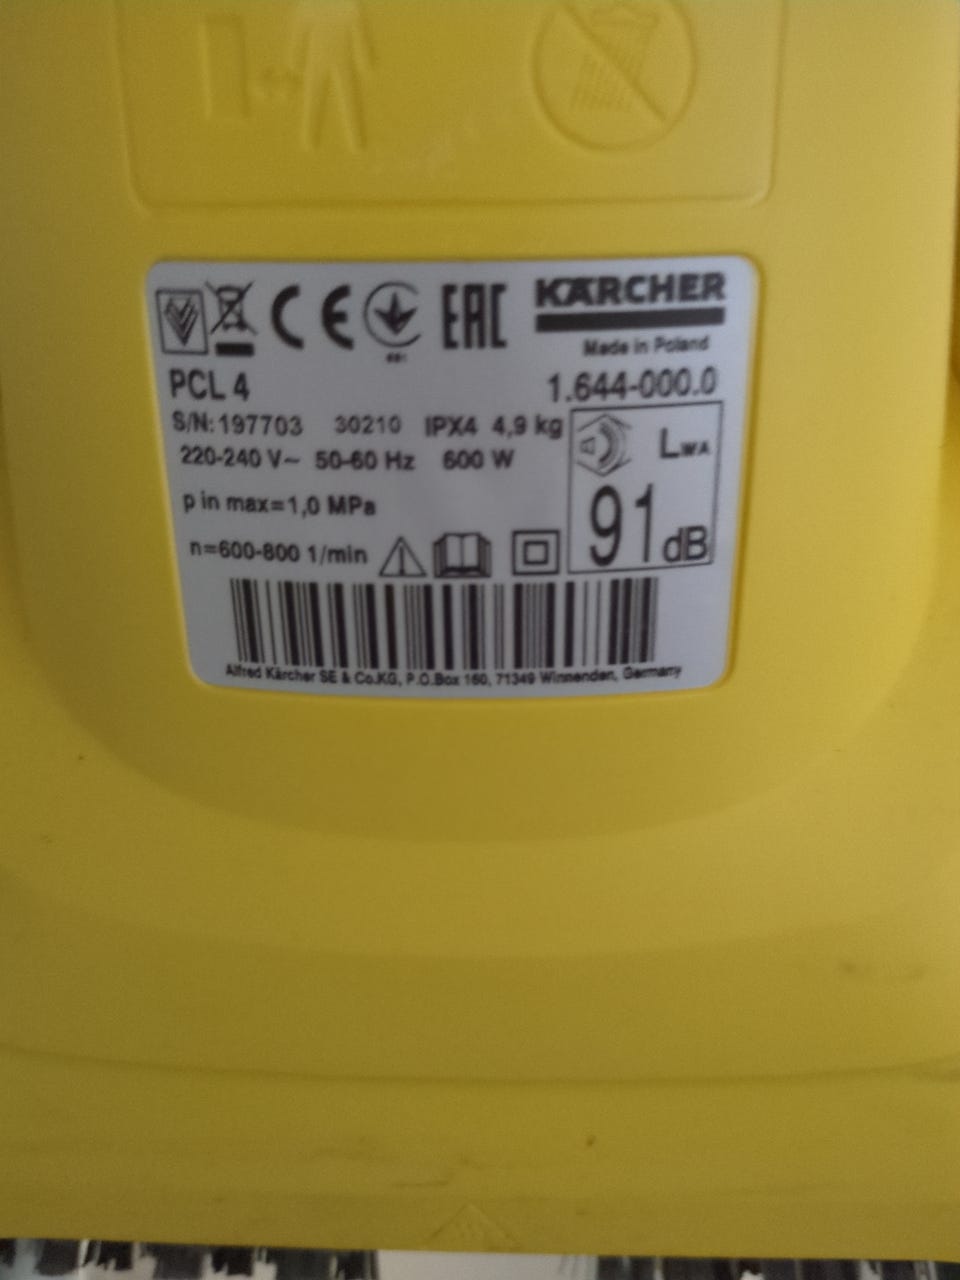 CE EAC KÄRCHER
Made in Poland
PCL 4 1.644-000.0
S/N: 197703 30210 IPX4 4,9 kg
220-240 V~ 50-60 Hz 600 W
LWA
p in max=1,0 MPa
91 dB
n=600-800 1/min
Alfred Kärcher SE & Co.KG, P.O.Box 160, 71349 Winnenden, Germany